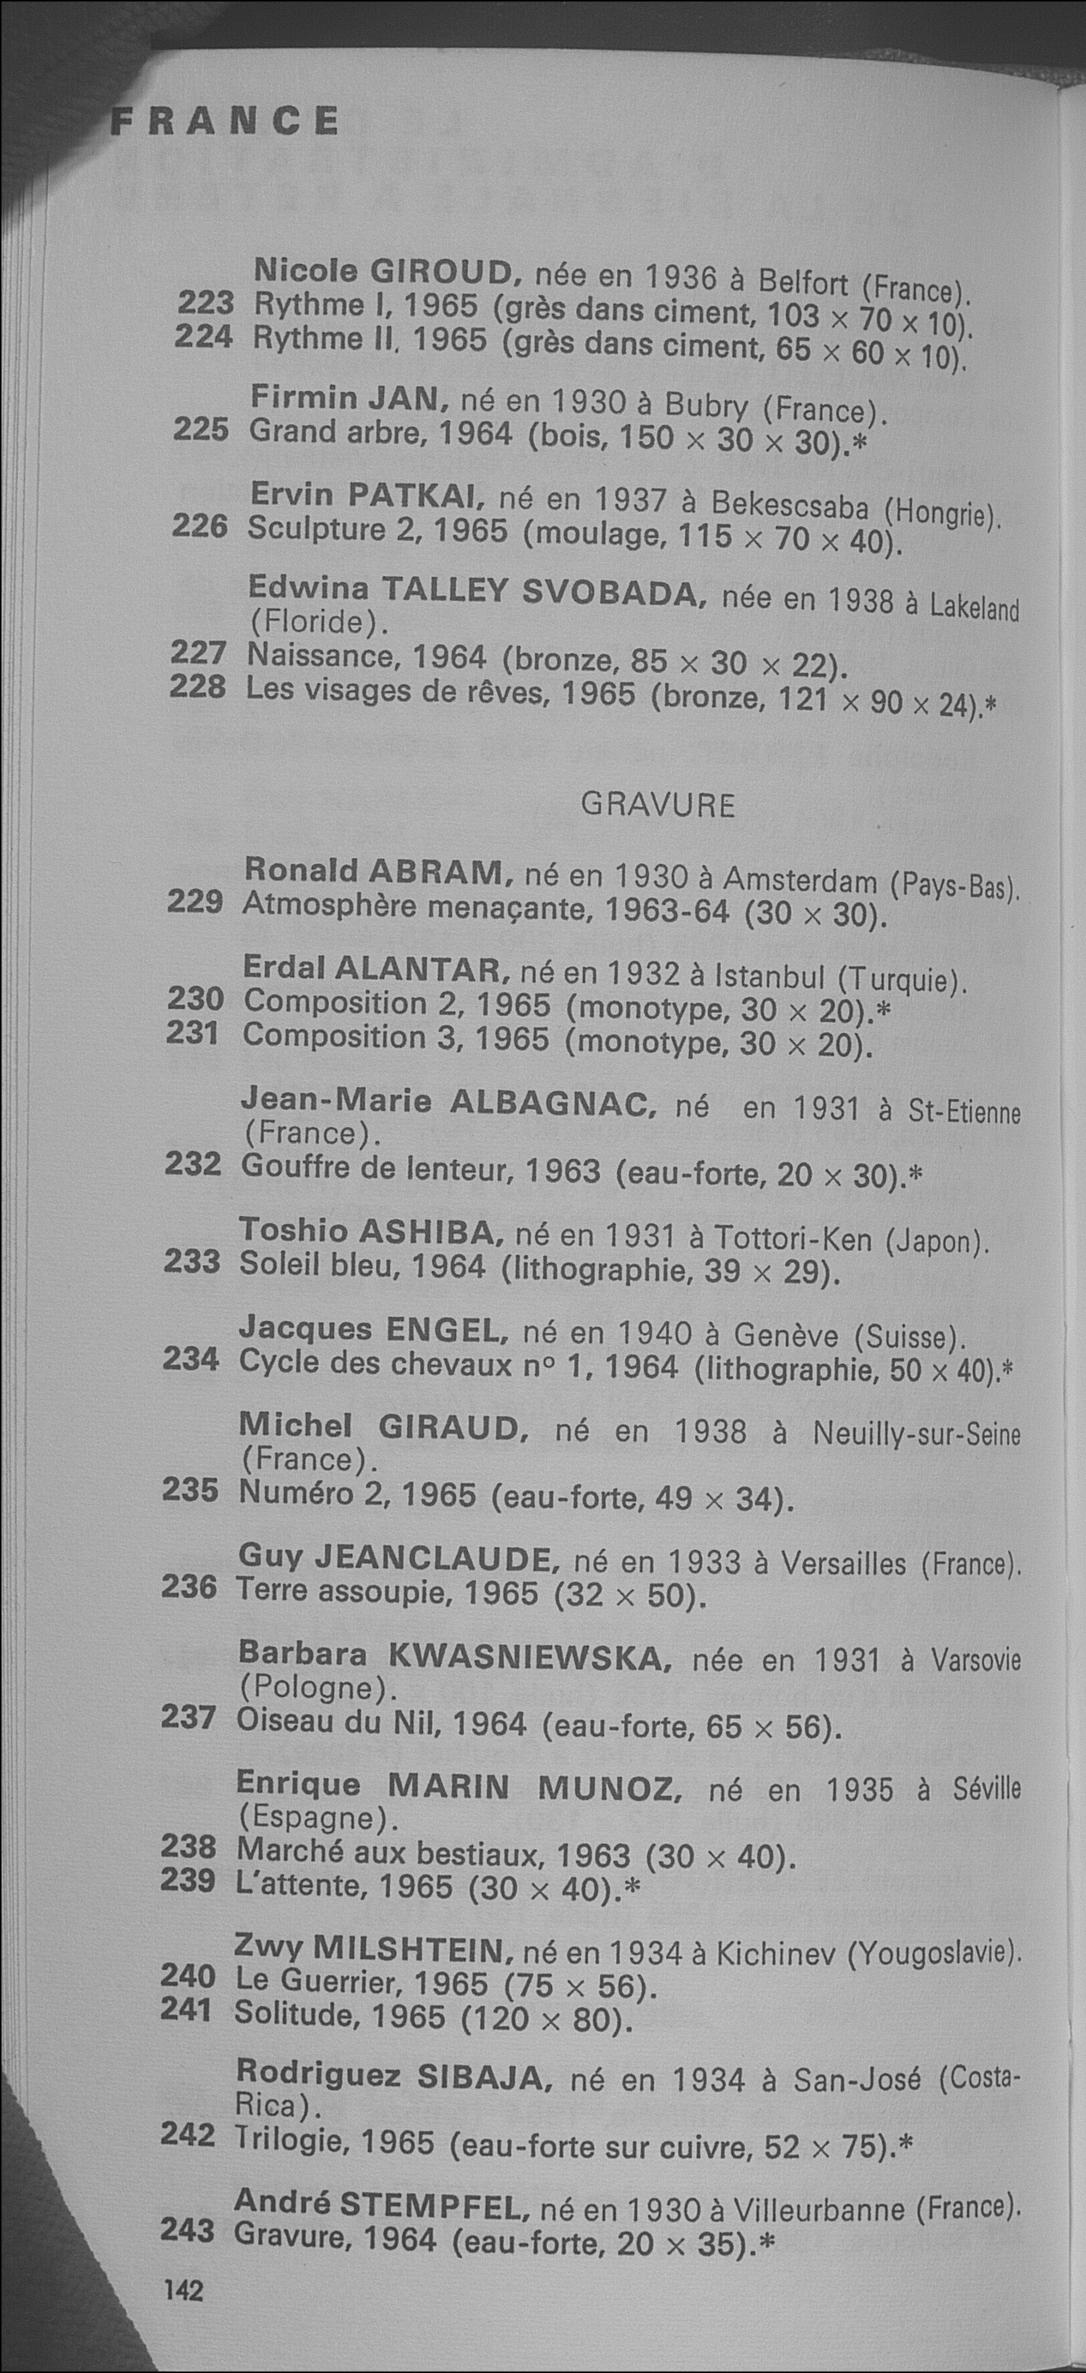 FRANCE
Nicole GIROUD, née en 1936 à Belfort (France).
223 Rythme I, 1965 (grès dans ciment, 103 × 70 × 10).
224 Rythme II, 1965 (grès dans ciment, 65 × 60 × 10).
Firmin JAN, né en 1930 à Bubry (France).
225 Grand arbre, 1964 (bois, 150 × 30 × 30).*
Ervin PATKAI, né en 1937 à Bekescsaba (Hongrie).
226 Sculpture 2, 1965 (moulage, 115 × 70 × 40).
Edwina TALLEY SVOBADA, née en 1938 à Lakeland
(Floride).
227 Naissance, 1964 (bronze, 85 × 30 × 22).
228 Les visages de rêves, 1965 (bronze, 121 × 90 × 24).*
GRAVURE
Ronald ABRAM, né en 1930 à Amsterdam (Pays-Bas).
229 Atmosphère menaçante, 1963-64 (30 × 30).
Erdal ALANTAR, né en 1932 à Istanbul (Turquie).
230 Composition 2, 1965 (monotype, 30 × 20).*
231 Composition 3, 1965 (monotype, 30 × 20).
Jean-Marie ALBAGNAC, né en 1931 à St-Etienne
(France).
232 Gouffre de lenteur, 1963 (eau-forte, 20 × 30).*
Toshio ASHIBA, né en 1931 à Tottori-Ken (Japon).
233 Soleil bleu, 1964 (lithographie, 39 × 29).
Jacques ENGEL, né en 1940 à Genève (Suisse).
234 Cycle des chevaux nº 1, 1964 (lithographie, 50 × 40).*
Michel GIRAUD, né en 1938 à Neuilly-sur-Seine
(France).
235 Numéro 2, 1965 (eau-forte, 49 × 34).
Guy JEANCLAUDE, né en 1933 à Versailles (France).
236 Terre assoupie, 1965 (32 × 50).
Barbara KWASNIEWSKA, née en 1931 à Varsovie
(Pologne).
237 Oiseau du Nil, 1964 (eau-forte, 65 × 56).
Enrique MARIN MUNOZ, né en 1935 à Séville
(Espagne).
238 Marché aux bestiaux, 1963 (30 × 40).
239 L'attente, 1965 (30 × 40).*
Zwy MILSHTEIN, né en 1934 à Kichinev (Yougoslavie).
240 Le Guerrier, 1965 (75 × 56).
241 Solitude, 1965 (120 × 80).
Rodriguez SIBAJA, né en 1934 à San-José (Costa-
Rica).
242 Trilogie, 1965 (eau-forte sur cuivre, 52 × 75).*
André STEMPFEL, né en 1930 à Villeurbanne (France).
243 Gravure, 1964 (eau-forte, 20 × 35).*
142